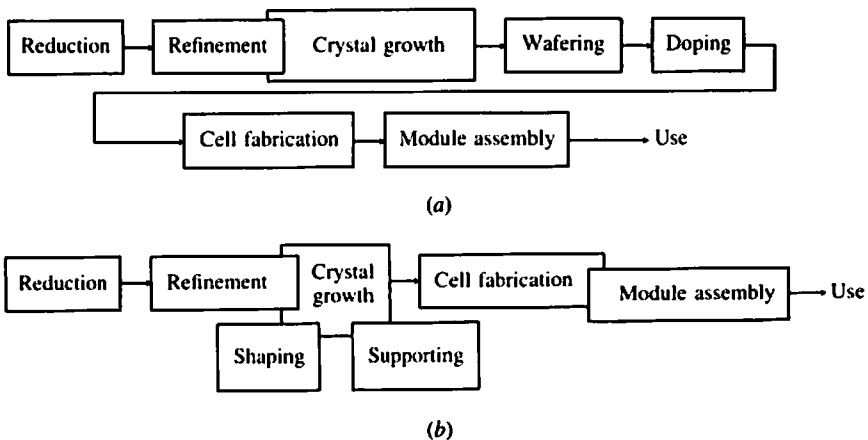 Reduction
Refinement
Crystal growth
Wafering
Doping
Cell fabrication
Module assembly
Use
(a)
Reduction
Refinement
Crystal
growth
Cell fabrication
Module assembly
Use
Shaping
Supporting
(b)